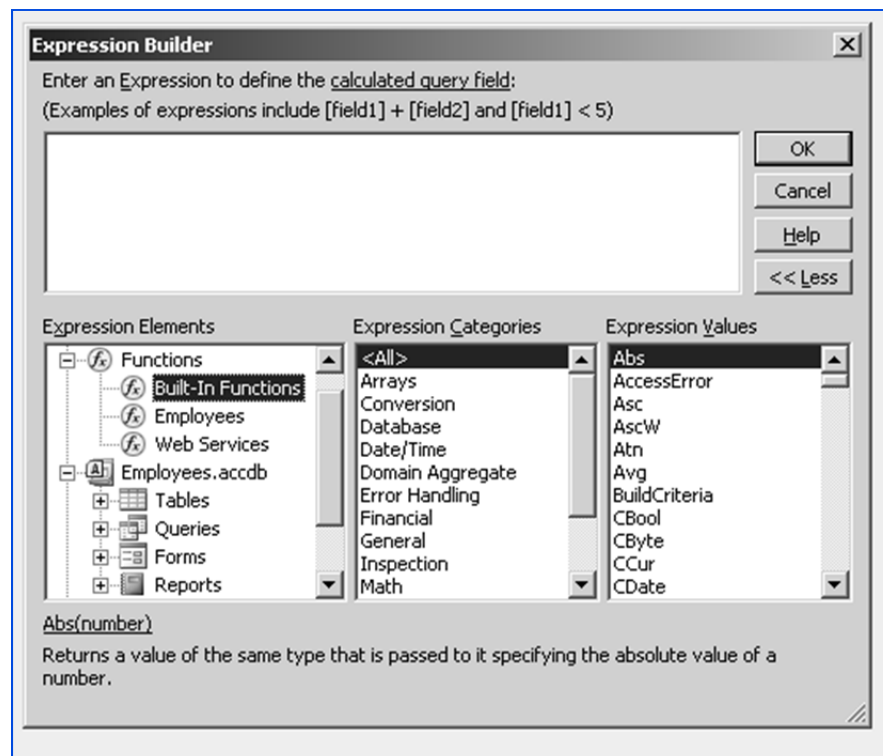 Expression Builder
Enter an Expression to define the calculated query field:
(Examples of expressions include [field1] + [field2] and [field1] < 5)
OK
Cancel
Help
<< Less
Expression Elements
Functions
Built-In Functions
Employees
Web Services
Employees.accdb
Tables
Queries
Forms
Reports
Expression Categories
<All>
Arrays
Conversion
Database
Date/Time
Domain Aggregate
Error Handling
Financial
General
Inspection
Math
Expression Values
Abs
AccessError
Asc
AscW
Atn
Avg
BuildCriteria
CBool
CByte
CCur
CDate
Abs(number)
Returns a value of the same type that is passed to it specifying the absolute value of a
number.